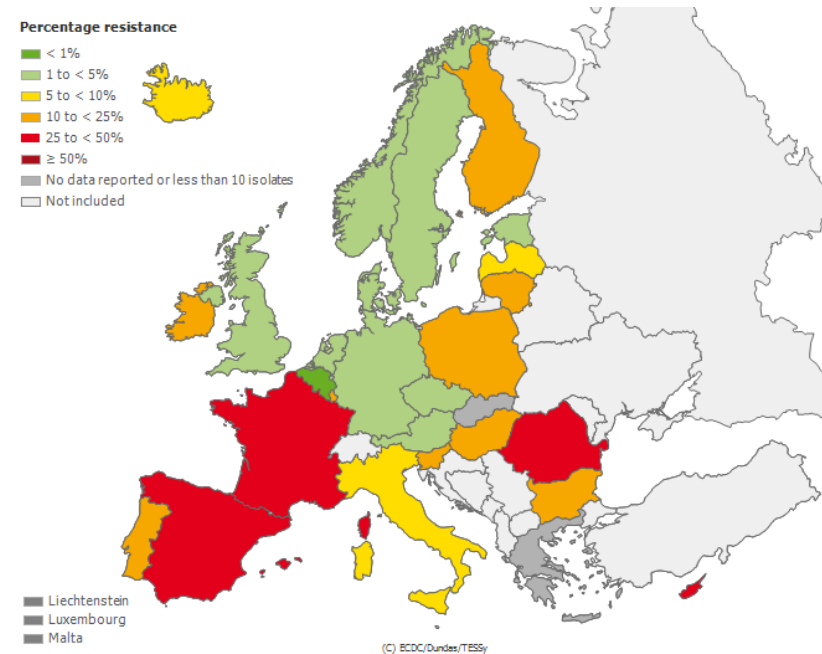 Percentage resistance
< 1%
1 to < 5%
5 to < 10%
10 to < 25%
25 to < 50%
≥ 50%
No data reported or less than 10 isolates
Not included
Liechtenstein
Luxembourg
Malta
(C) ECDC/Dundas/TESSy